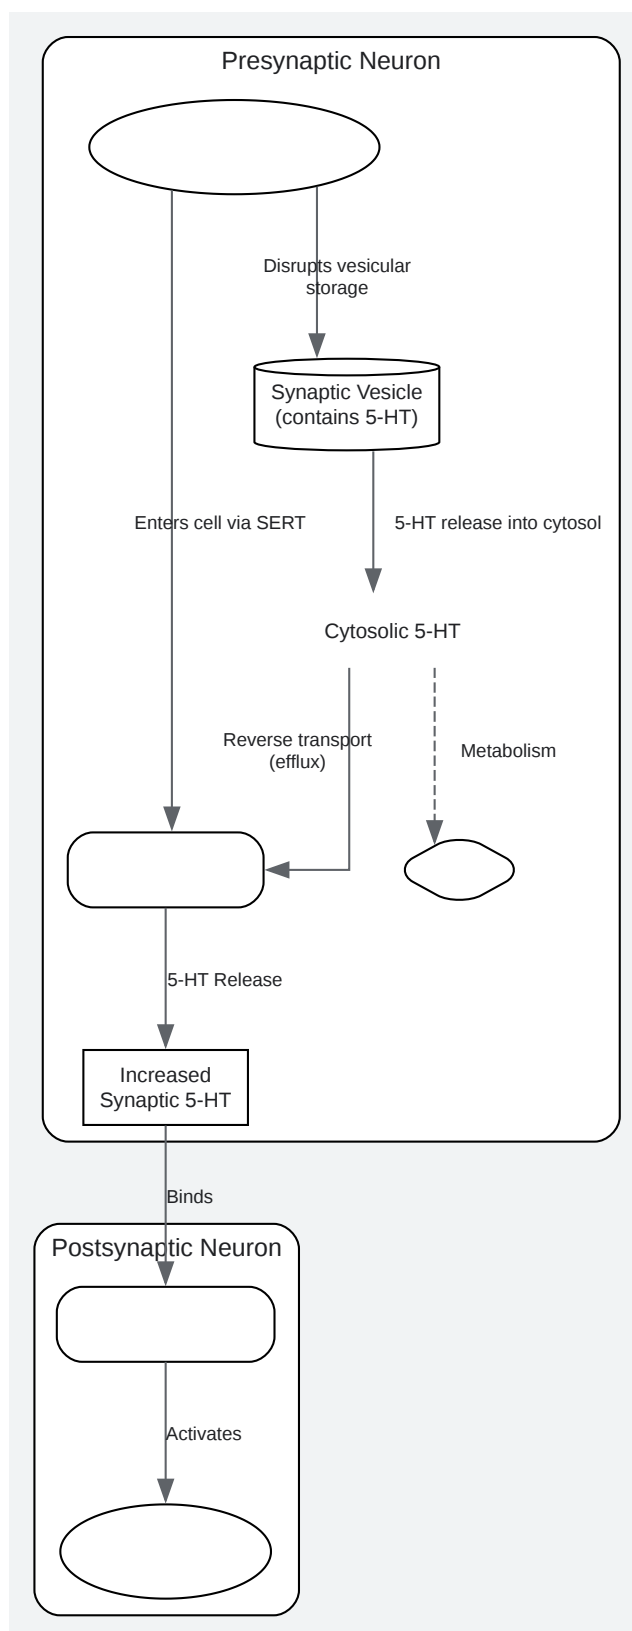 Presynaptic Neuron
Disrupts vesicular
storage
Synaptic Vesicle
(contains 5-HT)
Enters cell via SERT
5-HT release into cytosol
Cytosolic 5-HT
Reverse transport
(efflux)
Metabolism
5-HT Release
Increased
Synaptic 5-HT
Binds
Postsynaptic Neuron
Activates